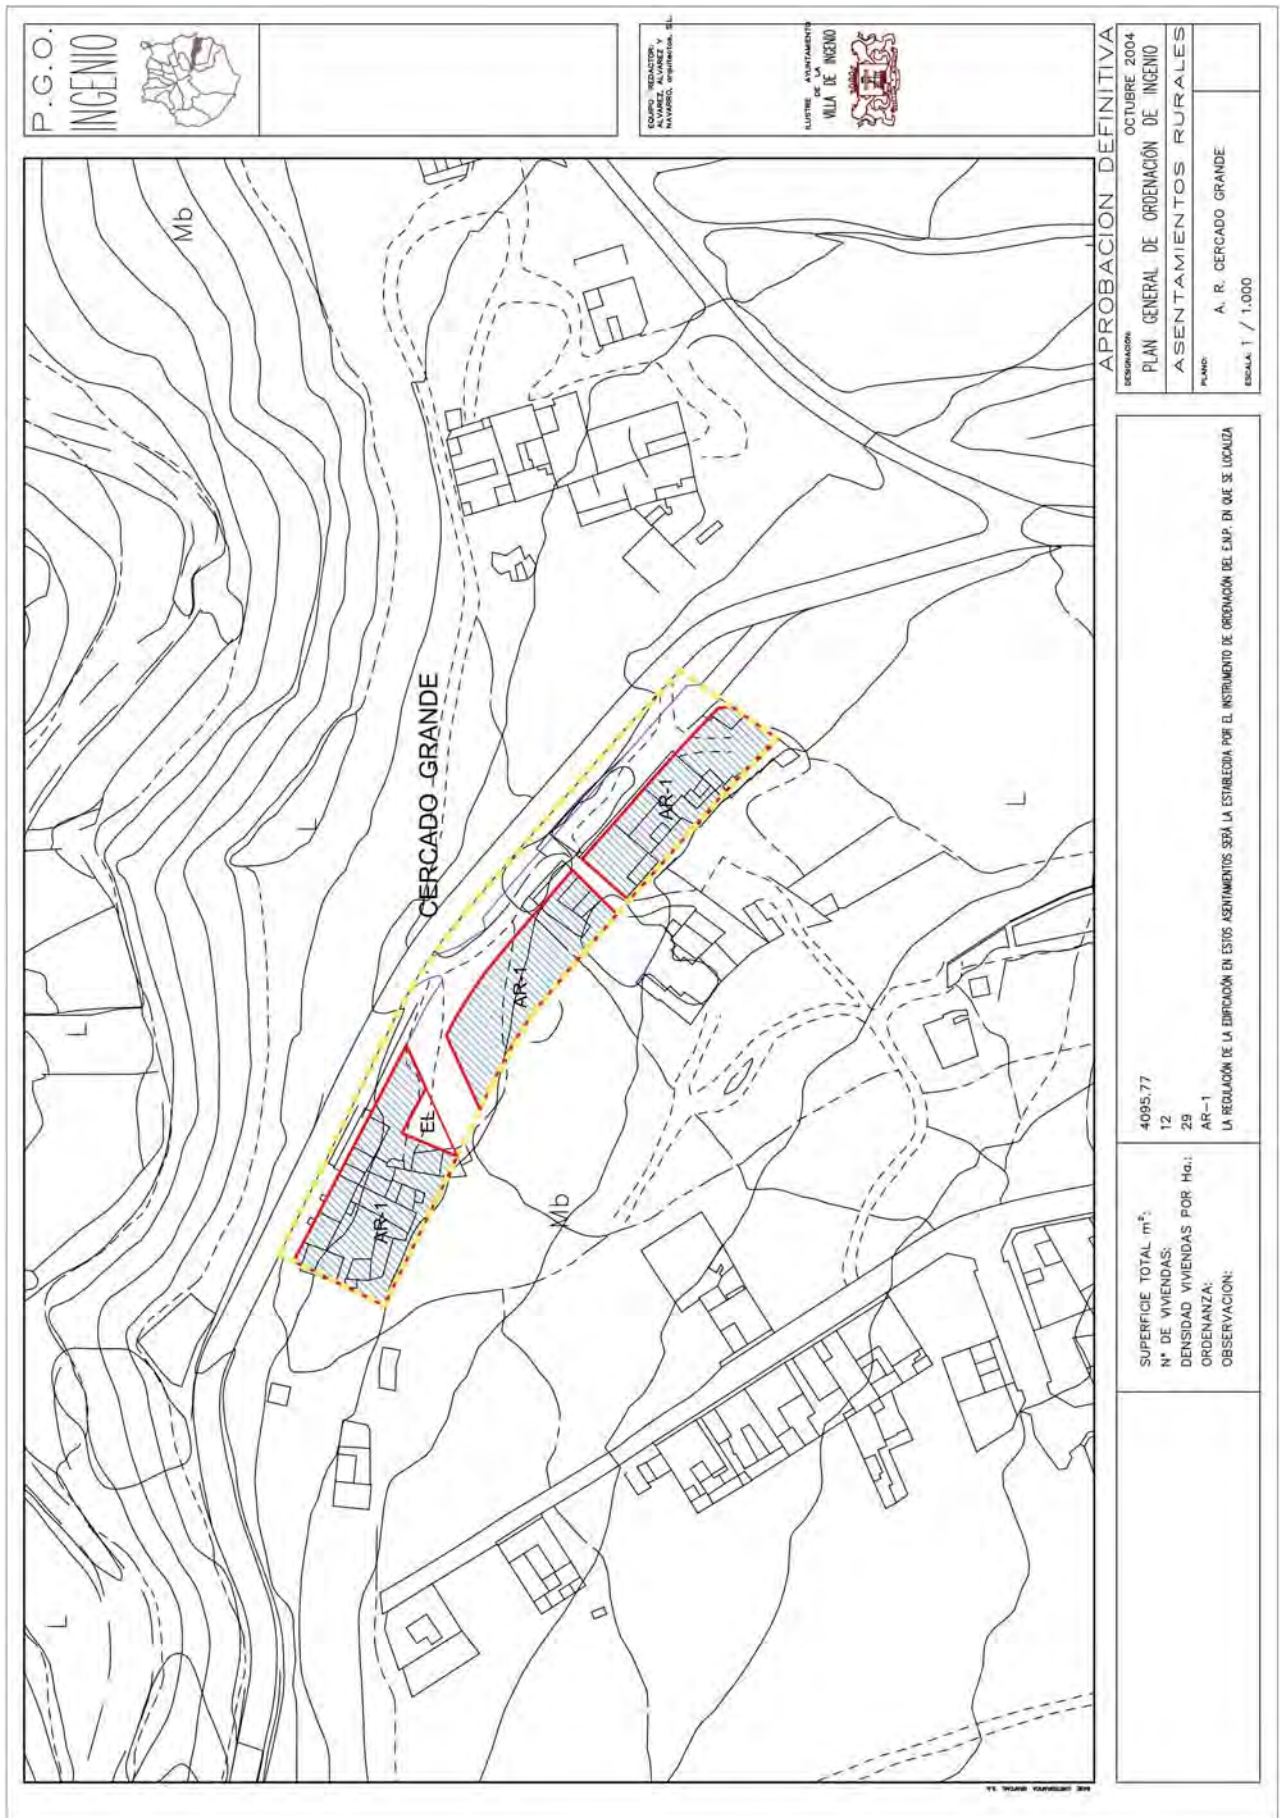 P.G.O.
INGENIO
EQUIPO REDACTOR:
ALVAREZ, ALVAREZ Y
NAVARRO, arquitectos, S.L.
ILUSTRE AYUNTAMIENTO
DE LA
VILLA DE INGENIO
APROBACION DEFINITIVA
DESIGNACION:
OCTUBRE 2004
PLAN GENERAL DE ORDENACIÓN DE INGENIO
ASENTAMIENTOS RURALES
PLANO:
A. R. CERCADO GRANDE
ESCALA: 1 / 1.000
Mb
L
L
L
CERCADO GRANDE
AR-1
EL
AR-1
AR-1
Mb
L
SUPERFICIE TOTAL m²: 4095,77
Nº DE VIVIENDAS: 12
DENSIDAD VIVIENDAS POR Ha.: 29
ORDENANZA: AR-1
OBSERVACION: LA REGULACIÓN DE LA EDIFICACIÓN EN ESTOS ASENTAMIENTOS SERÁ LA ESTABLECIDA POR EL INSTRUMENTO DE ORDENACIÓN DEL E.N.P. EN QUE SE LOCALIZA